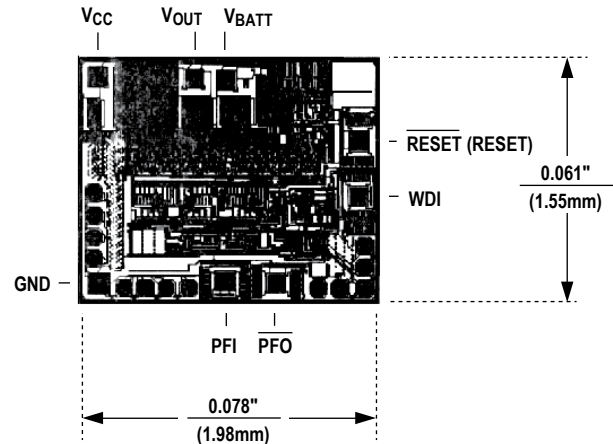 VCC VOUT VBATT
RESET (RESET)
0.061"
(1.55mm)
WDI
GND
PFI PFO
0.078"
(1.98mm)